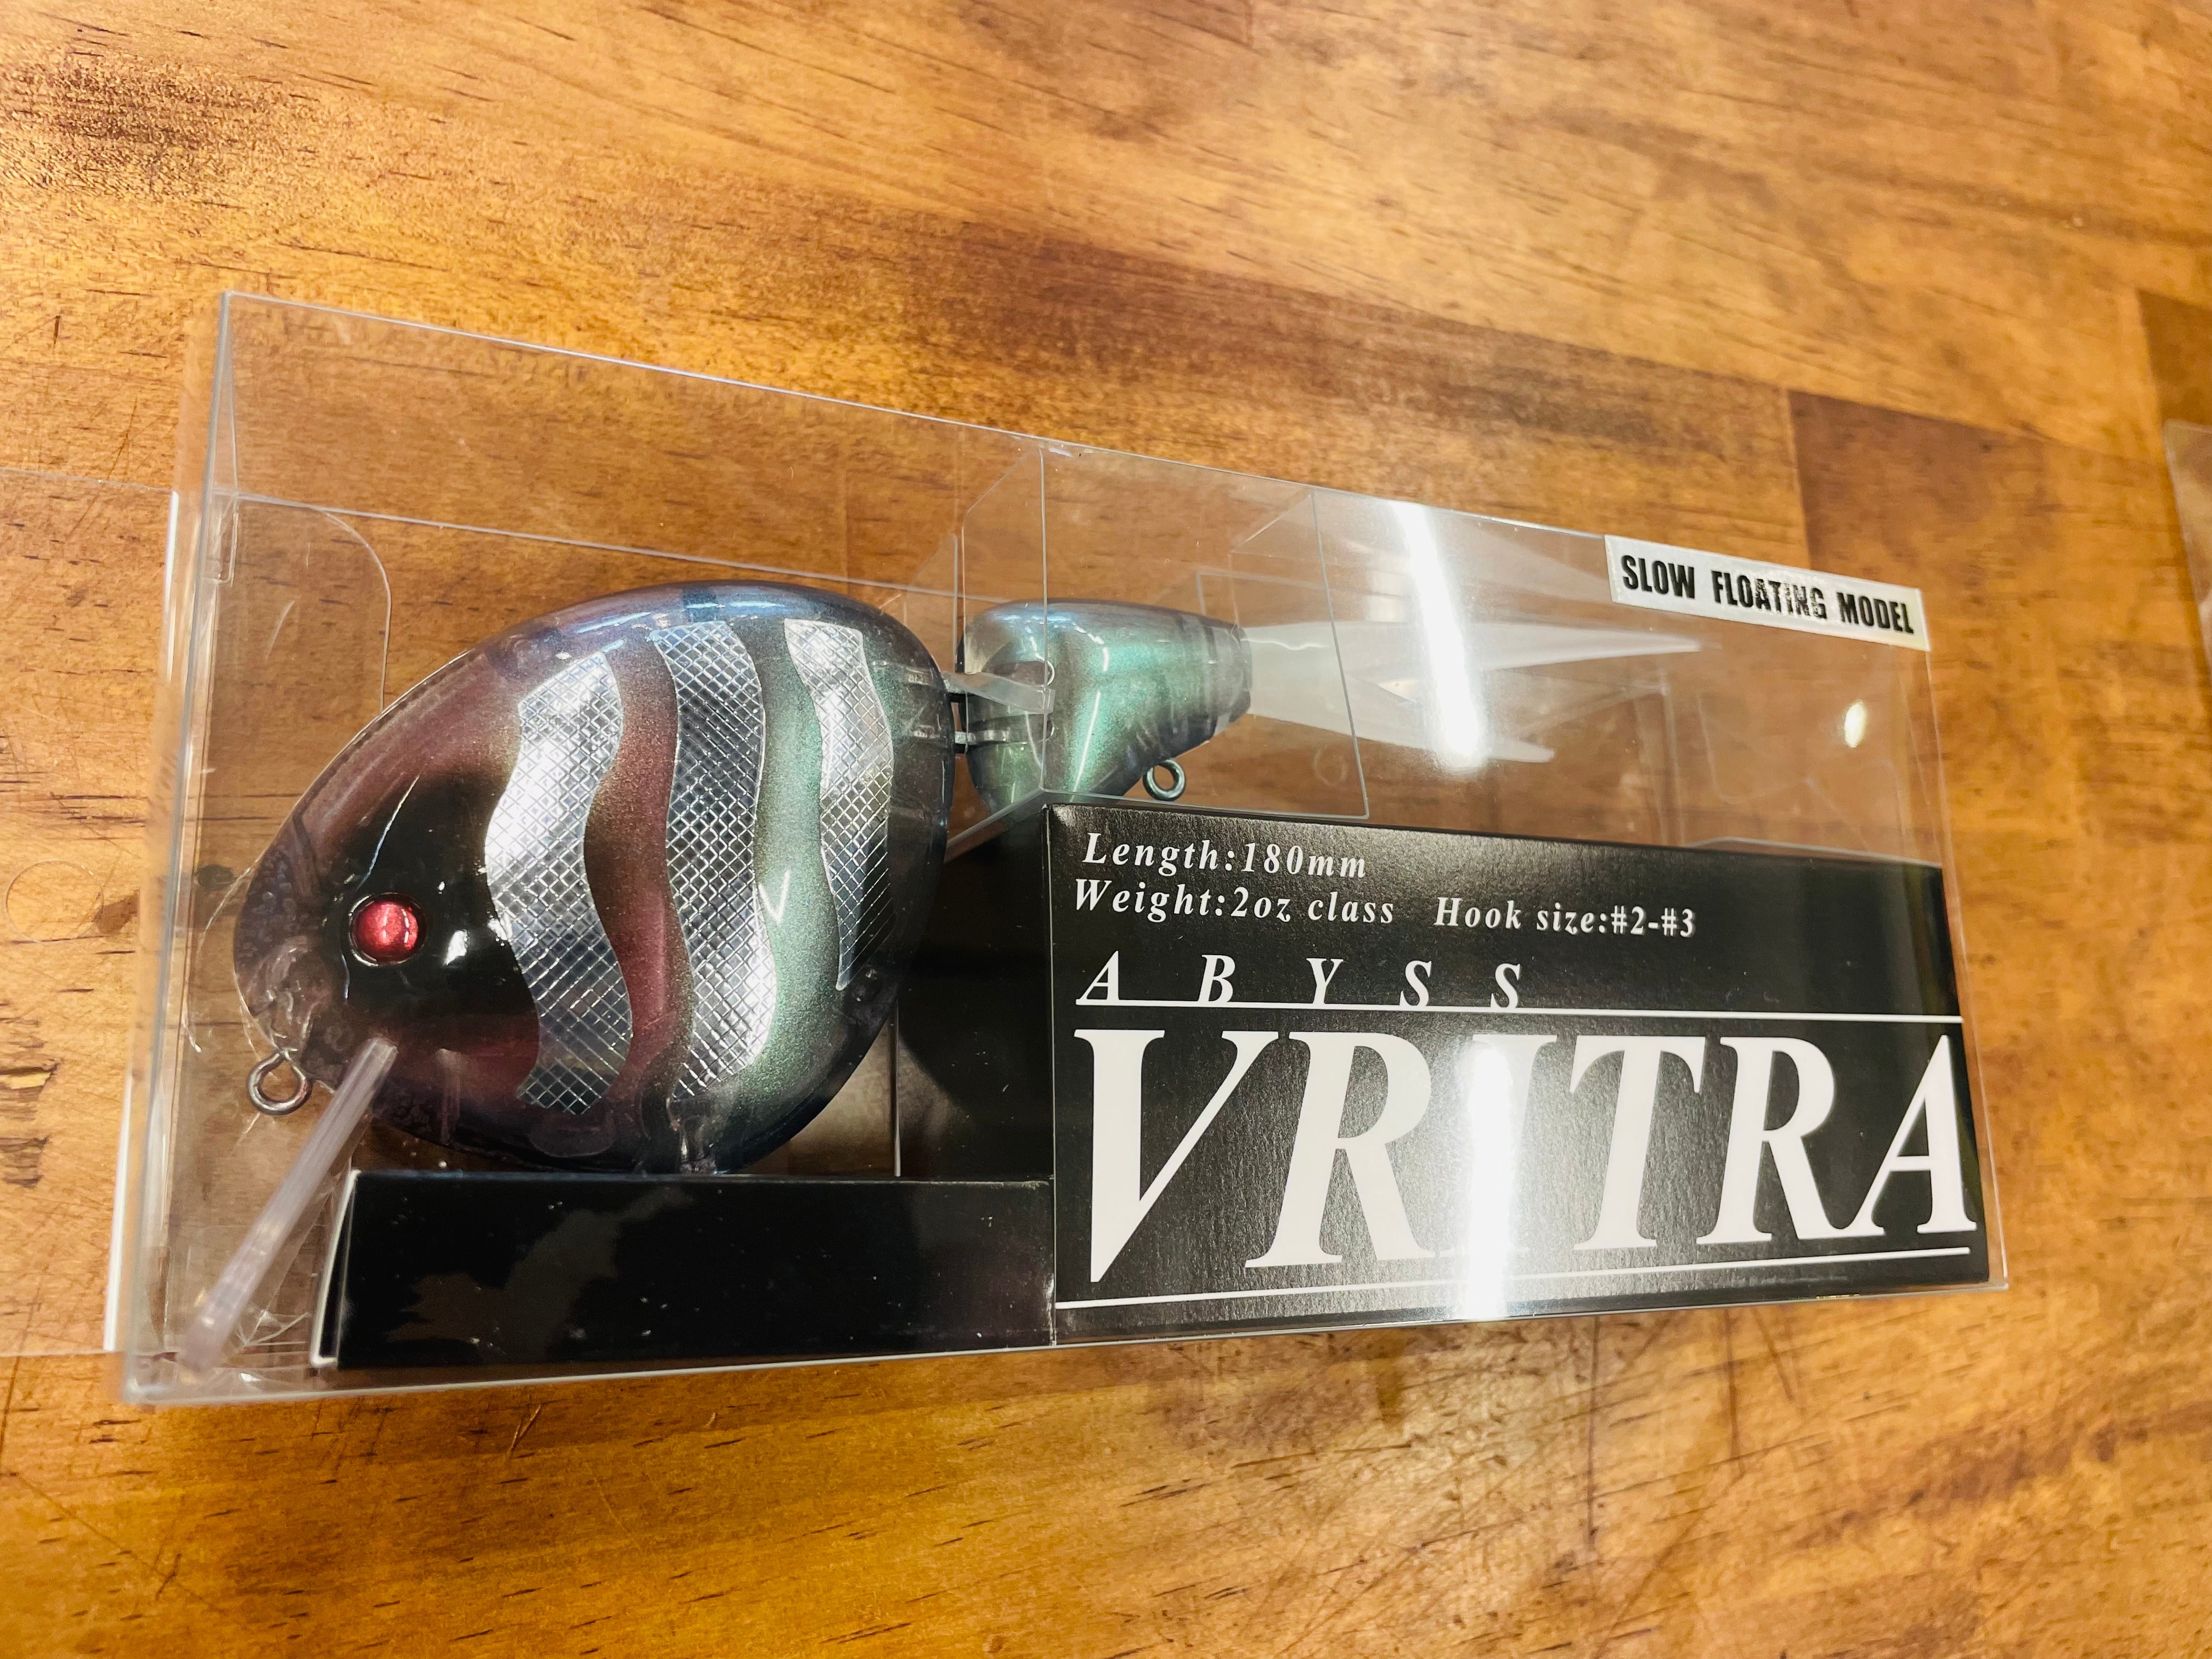 SLOW FLOATING MODEL
Length:180mm
Weight:2oz class Hook size:#2-#3
ABYSS
VRITRA